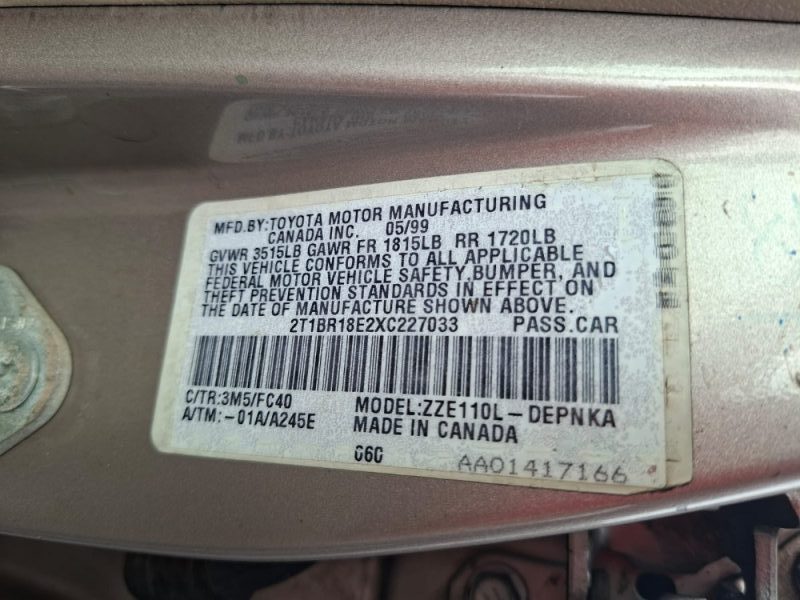 MFD.BY:TOYOTA MOTOR MANUFACTURING
CANADA INC. 05/99
GVWR 3515LB GAWR FR 1815LB RR 1720LB
THIS VEHICLE CONFORMS TO ALL APPLICABLE
FEDERAL MOTOR VEHICLE SAFETY,BUMPER, AND
THEFT PREVENTION STANDARDS IN EFFECT ON
THE DATE OF MANUFACTURE SHOWN ABOVE.
2T1BR18E2XC227033 PASS.CAR
C/TR:3M5/FC40
A/TM:-01A/A245E
MODEL:ZZE110L-DEPNKA
MADE IN CANADA
060
AA01417166